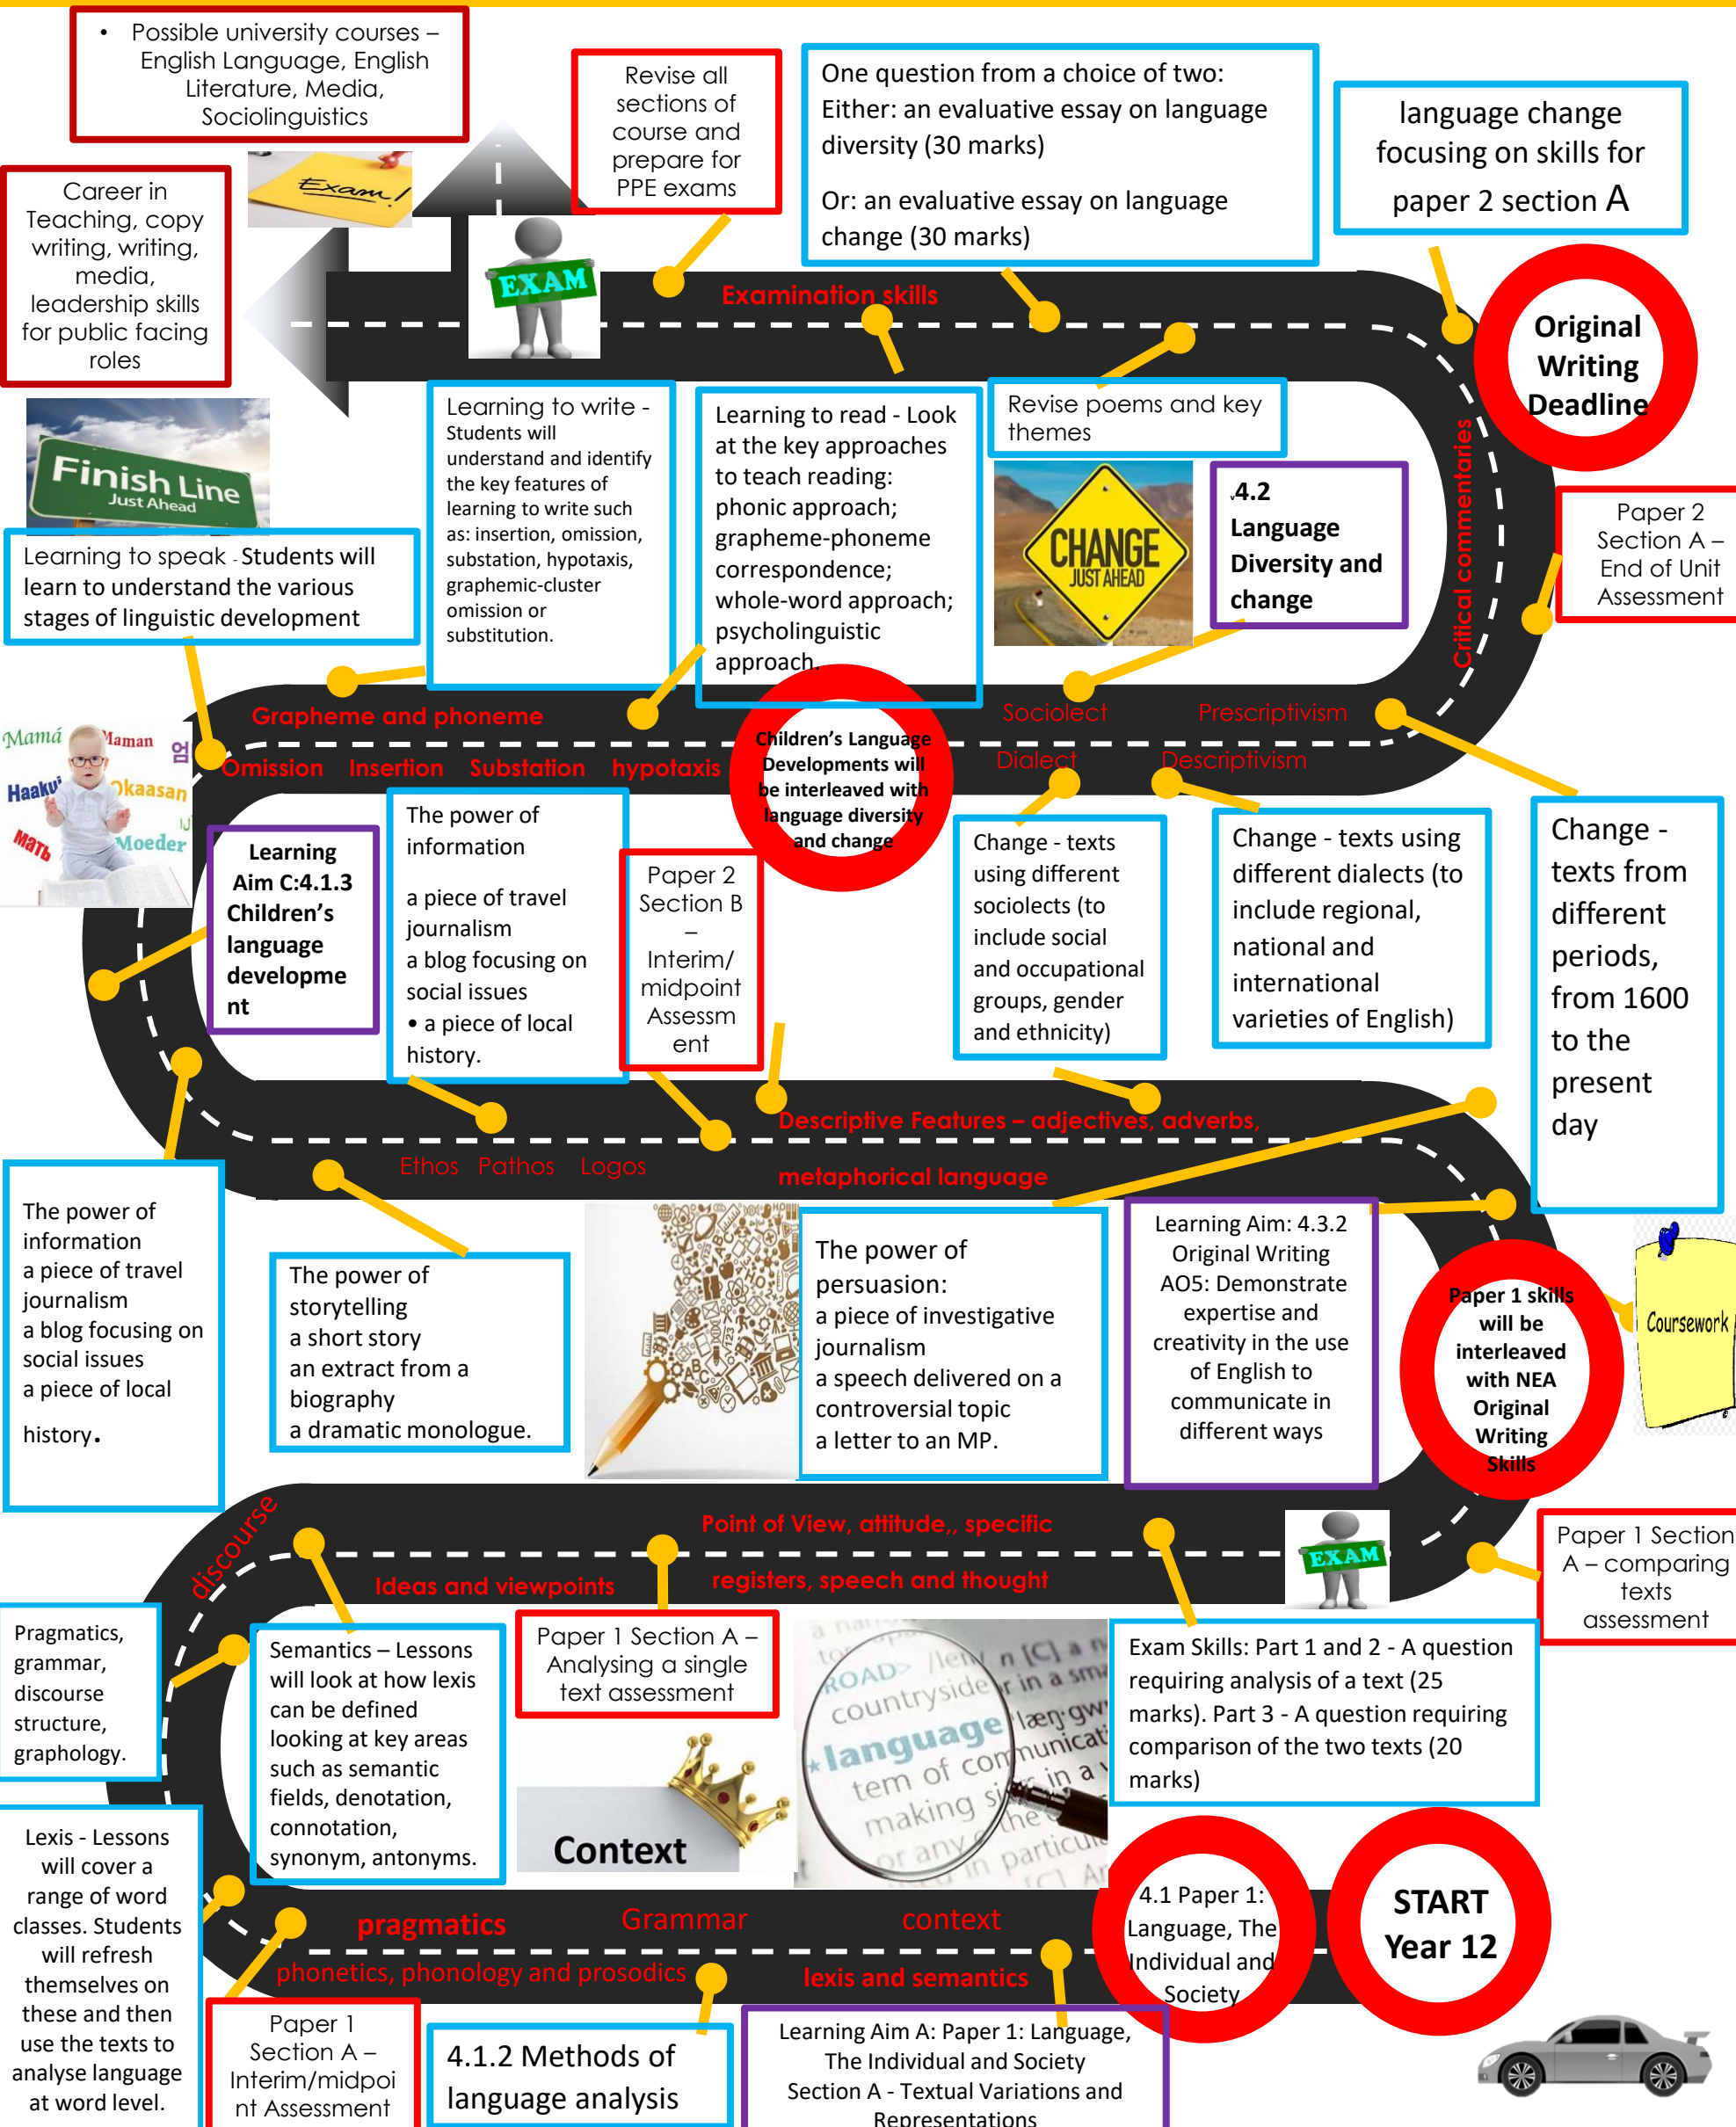 • Possible university courses –
English Language, English
Literature, Media,
Sociolinguistics
Career in
Teaching, copy
writing, writing,
media,
leadership skills
for public facing
roles
Exam!
EXAM
Revise all
sections of
course and
prepare for
PPE exams
One question from a choice of two:
Either: an evaluative essay on language
diversity (30 marks)
Or: an evaluative essay on language
change (30 marks)
language change
focusing on skills for
paper 2 section A
Examination skills
Original
Writing
Deadline
Critical commentaries
Finish Line
Just Ahead
Learning to speak - Students will
learn to understand the various
stages of linguistic development
Learning to write -
Students will
understand and identify
the key features of
learning to write such
as: insertion, omission,
substation, hypotaxis,
graphemic-cluster
omission or
substitution.
Learning to read - Look
at the key approaches
to teach reading:
phonic approach;
grapheme-phoneme
correspondence;
whole-word approach;
psycholinguistic
approach.
Revise poems and key
themes
CHANGE
JUST AHEAD
4.2
Language
Diversity and
change
Paper 2
Section A –
End of Unit
Assessment
Grapheme and phoneme
Omission Insertion Substation hypotaxis
Children's Language
Developments will
be interleaved with
language diversity
and change
Sociolect Prescriptivism
Dialect Descriptivism
Mamá
Maman
엄
Haakui
Okaasan
Мать
Moeder
Learning
Aim C:4.1.3
Children's
language
developme
nt
The power of
information
a piece of travel
journalism
a blog focusing on
social issues
• a piece of local
history.
Paper 2
Section B
–
Interim/
midpoint
Assessm
ent
Change - texts
using different
sociolects (to
include social
and occupational
groups, gender
and ethnicity)
Change - texts using
different dialects (to
include regional,
national and
international
varieties of English)
Change -
texts from
different
periods,
from 1600
to the
present
day
Descriptive Features – adjectives, adverbs,
metaphorical language
Ethos Pathos Logos
The power of
information
a piece of travel
journalism
a blog focusing on
social issues
a piece of local
history.
The power of
storytelling
a short story
an extract from a
biography
a dramatic monologue.
The power of
persuasion:
a piece of investigative
journalism
a speech delivered on a
controversial topic
a letter to an MP.
Learning Aim: 4.3.2
Original Writing
AO5: Demonstrate
expertise and
creativity in the use
of English to
communicate in
different ways
Paper 1 skills
will be
interleaved
with NEA
Original
Writing
Skills
Coursework
discourse
Point of View, attitude,, specific
registers, speech and thought
Ideas and viewpoints
EXAM
Paper 1 Section
A – comparing
texts
assessment
Pragmatics,
grammar,
discourse
structure,
graphology.
Semantics – Lessons
will look at how lexis
can be defined
looking at key areas
such as semantic
fields, denotation,
connotation,
synonym, antonyms.
Paper 1 Section A –
Analysing a single
text assessment
Context
ROAD
countryside
language
tem of communicat
making
or any
in particul
Exam Skills: Part 1 and 2 - A question
requiring analysis of a text (25
marks). Part 3 - A question requiring
comparison of the two texts (20
marks)
Lexis - Lessons
will cover a
range of word
classes. Students
will refresh
themselves on
these and then
use the texts to
analyse language
at word level.
pragmatics Grammar context
phonetics, phonology and prosodics lexis and semantics
4.1 Paper 1:
Language, The
Individual and
Society
START
Year 12
Paper 1
Section A –
Interim/midpoi
nt Assessment
4.1.2 Methods of
language analysis
Learning Aim A: Paper 1: Language,
The Individual and Society
Section A - Textual Variations and
Representations